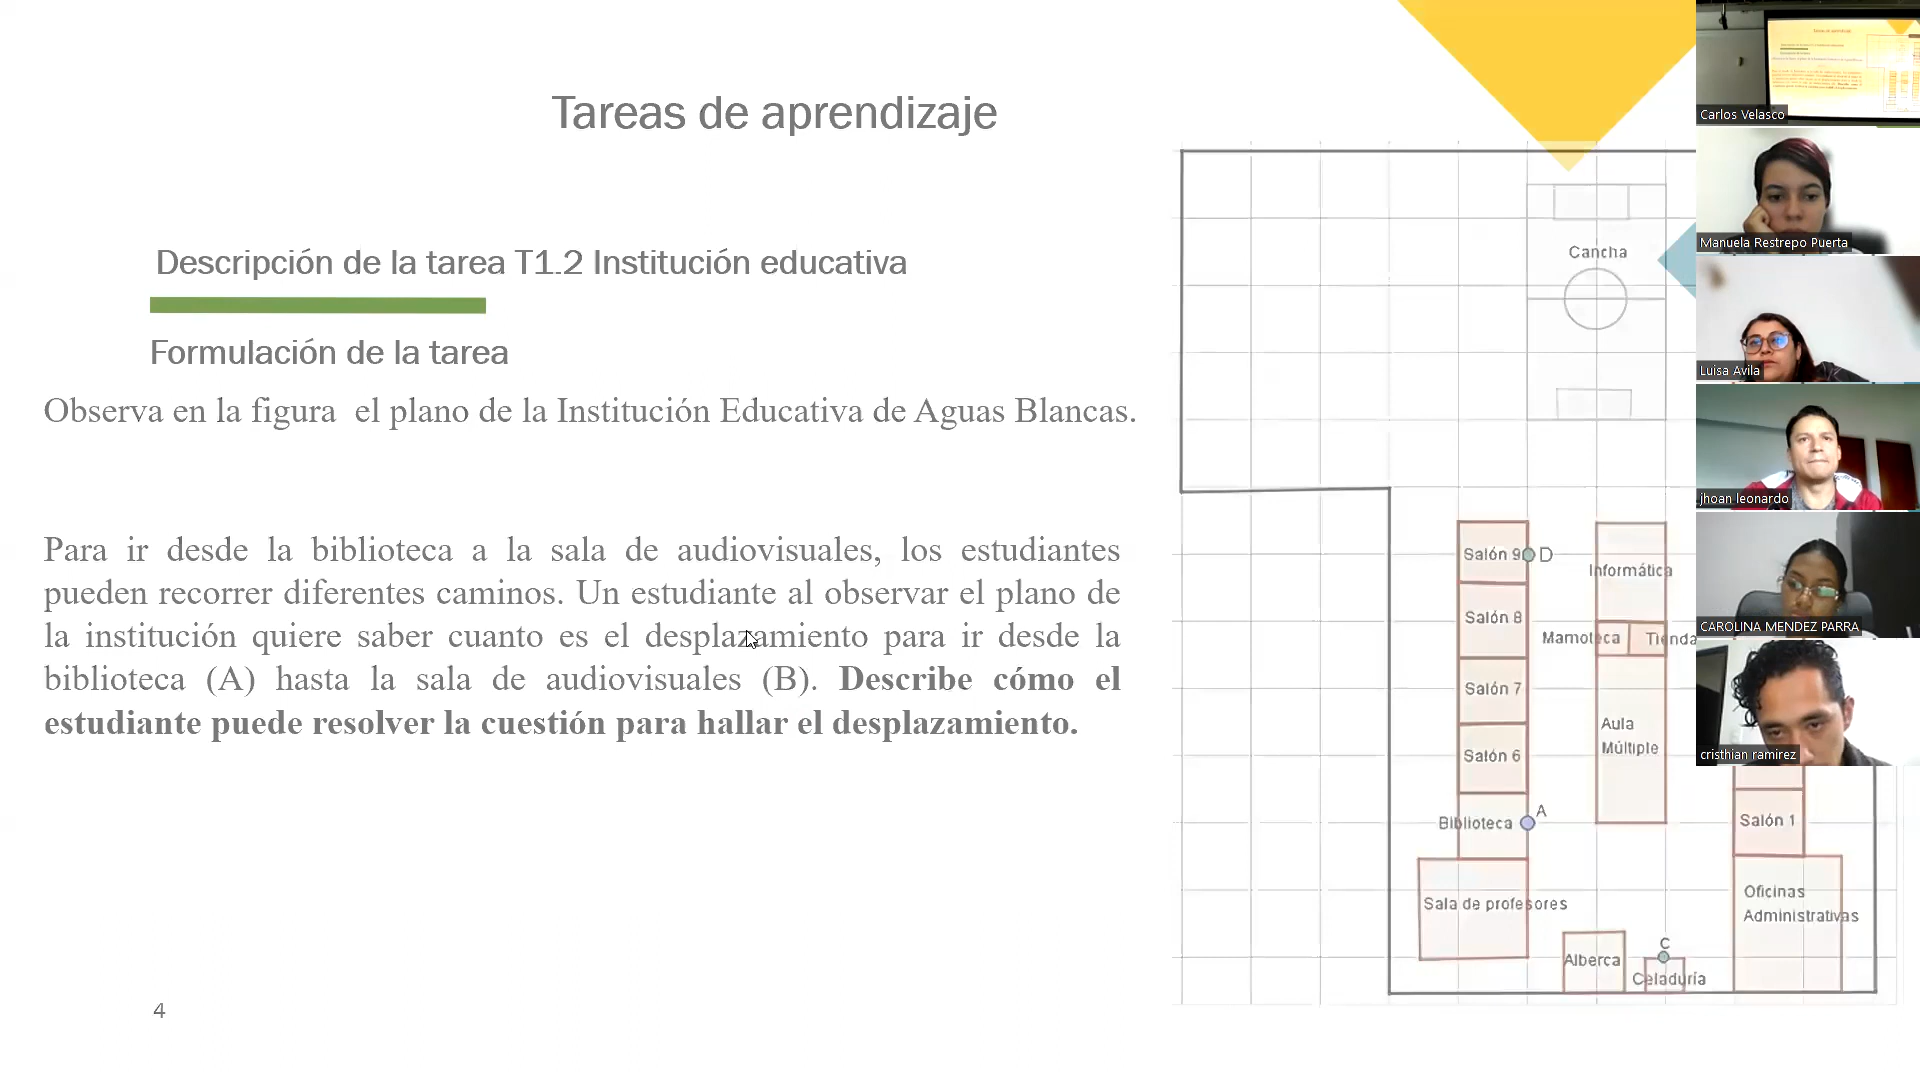 Tareas de aprendizaje
Descripción de la tarea T1.2 Institución educativa
Formulación de la tarea
Observa en la figura el plano de la Institución Educativa de Aguas Blancas.
Para ir desde la biblioteca a la sala de audiovisuales, los estudiantes
pueden recorrer diferentes caminos. Un estudiante al observar el plano de
la institución quiere saber cuanto es el desplazamiento para ir desde la
biblioteca (A) hasta la sala de audiovisuales (B). Describe cómo el
estudiante puede resolver la cuestión para hallar el desplazamiento.
4
Cancha
Salón 9
D
Informática
Salón 8
Mamoteca
Tienda
Salón 7
Aula
Múltiple
Salón 6
A
Biblioteca
Salón 1
Sala de profesores
Oficinas
Administrativas
Alberca
C
Celaduría
Carlos Velasco
Manuela Restrepo Puerta
Luisa Avila
jhoan leonardo
CAROLINA MENDEZ PARRA
cristhian ramirez